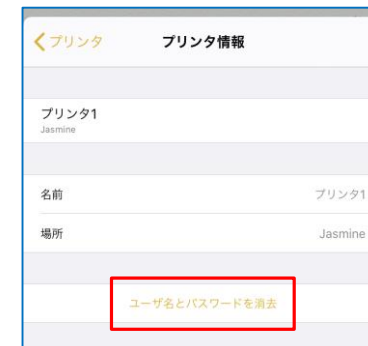 プリンタ プリンタ情報
プリンタ1
Jasmine
名前 プリンタ1
場所 Jasmine
ユーザ名とパスワードを消去